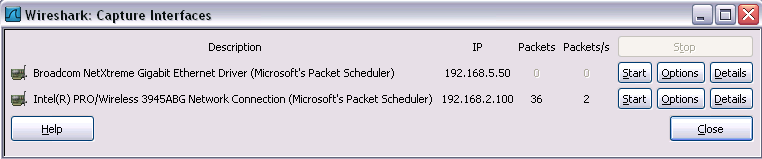 Wireshark: Capture Interfaces
Description IP Packets Packets/s Stop
Broadcom NetXtreme Gigabit Ethernet Driver (Microsoft's Packet Scheduler) 192.168.5.50 0 0 Start Options Details
Intel(R) PRO/Wireless 3945ABG Network Connection (Microsoft's Packet Scheduler) 192.168.2.100 36 2 Start Options Details
Help Close